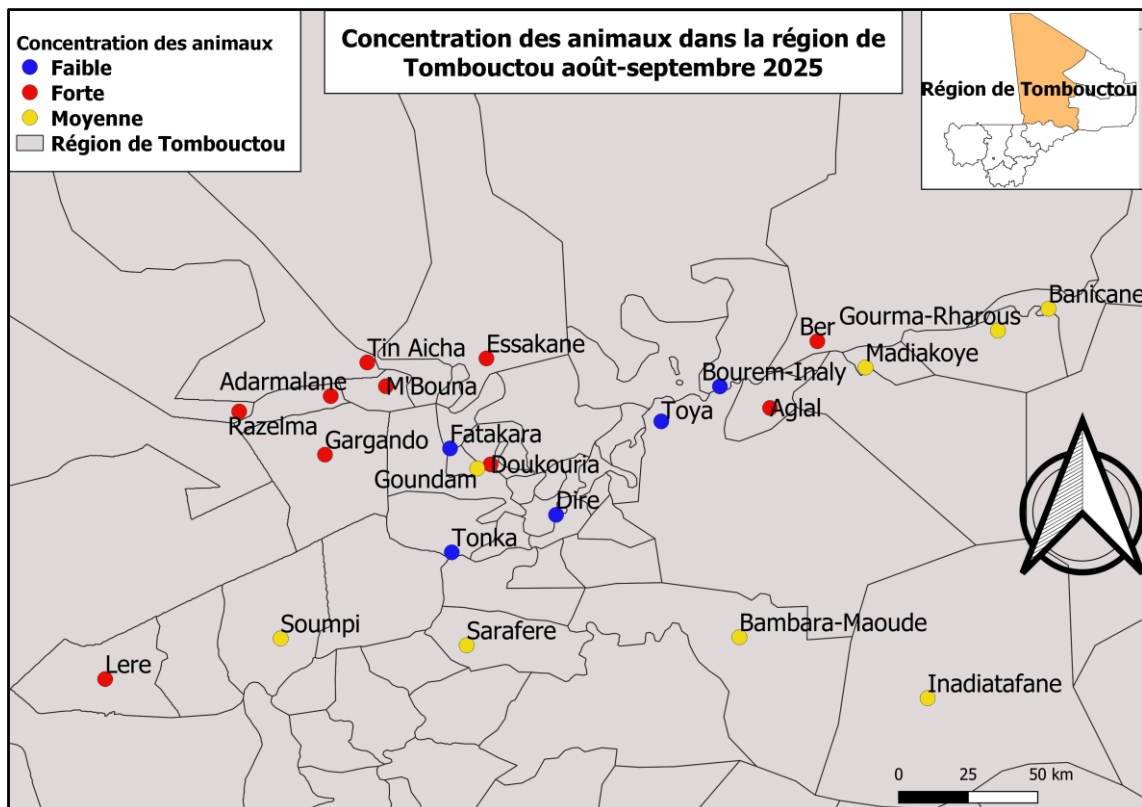 Concentration des animaux
Faible
Forte
Moyenne
Région de Tombouctou
Concentration des animaux dans la région de
Tombouctou août-septembre 2025
Région de Tombouctou
Banicane
Gourma-Rharous
Ber
Madiakoye
Essakane
Tin Aicha
Bourem-Inaly
M'Bouna
Adarmalane
Aglal
Toya
Razelma
Gargando
Fatakara
Doukouria
Goundam
Dire
Tonka
Soumpi
Sarafere
Bambara-Maoude
Lere
Inadiatafane
0 25 50 km